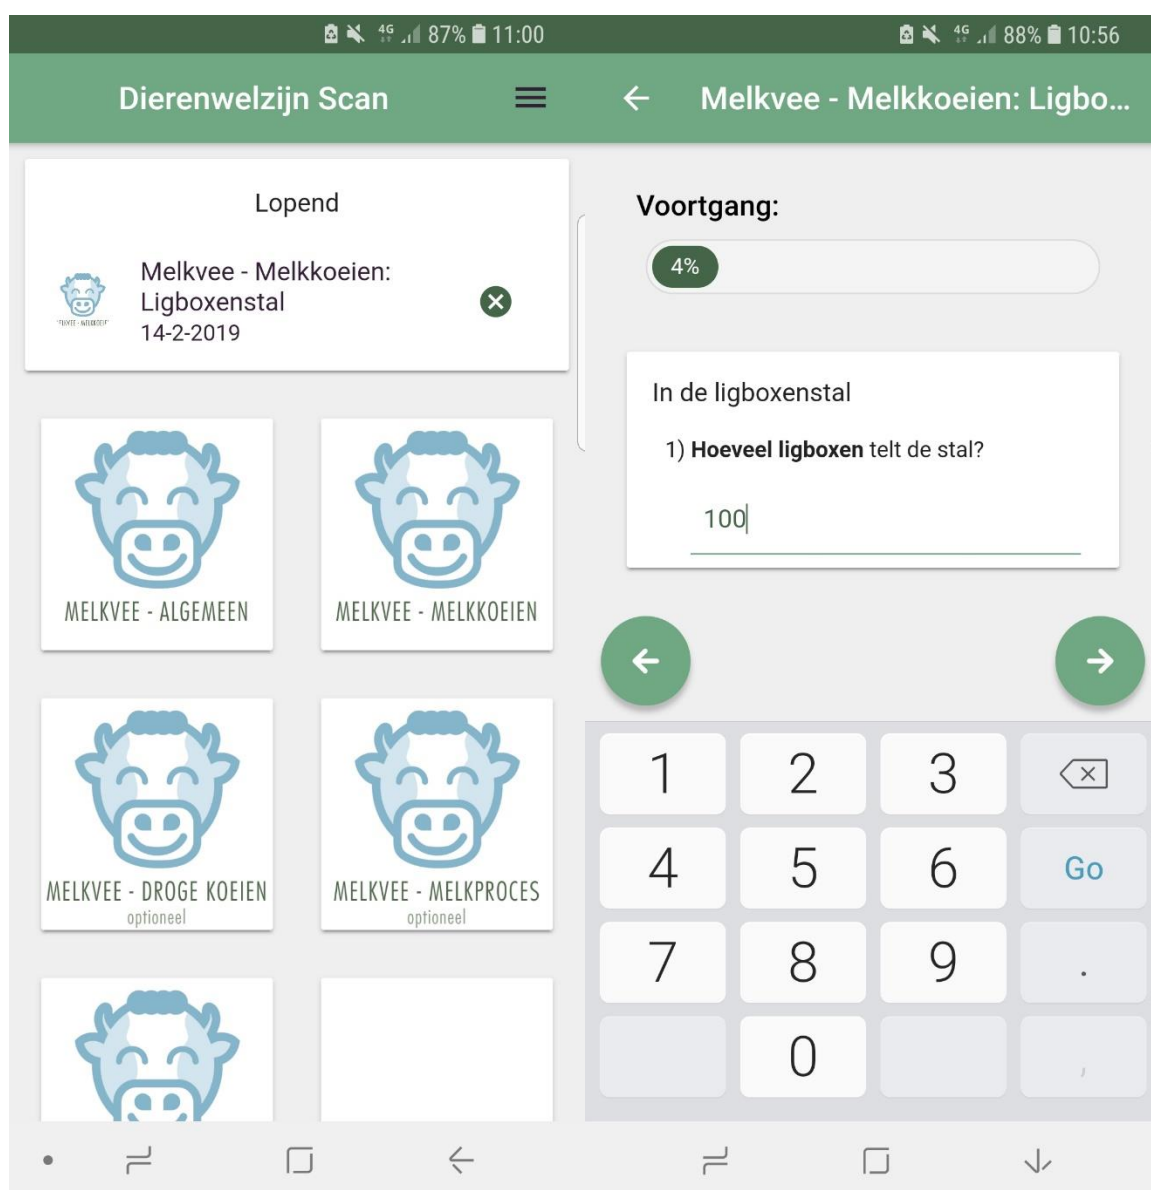 4G 87% 11:00
Dierenwelzijn Scan
Lopend
Melkvee - Melkkoeien:
Ligboxenstal
14-2-2019
MELKVEE - ALGEMEEN
MELKVEE - MELKKOEIEN
MELKVEE - DROGE KOEIEN
optioneel
MELKVEE - MELKPROCES
optioneel
4G 88% 10:56
Melkvee - Melkkoeien: Ligbo...
Voortgang:
4%
In de ligboxenstal
1) Hoeveel ligboxen telt de stal?
100
1 2 3
4 5 6 Go
7 8 9 .
0 ,